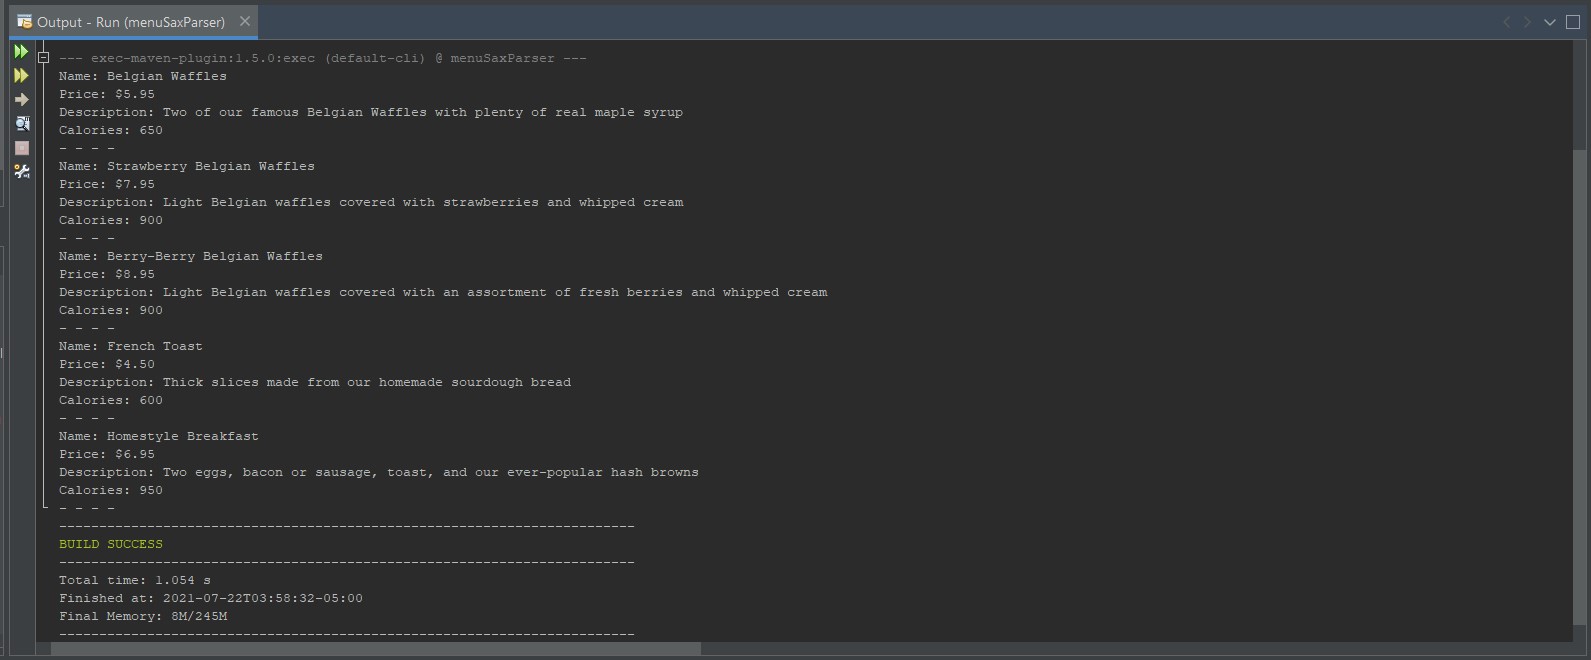 Output - Run (menuSaxParser)
--- exec-maven-plugin:1.5.0:exec (default-cli) @ menuSaxParser ---
Name: Belgian Waffles
Price: $5.95
Description: Two of our famous Belgian Waffles with plenty of real maple syrup
Calories: 650
- - - -
Name: Strawberry Belgian Waffles
Price: $7.95
Description: Light Belgian waffles covered with strawberries and whipped cream
Calories: 900
- - - -
Name: Berry-Berry Belgian Waffles
Price: $8.95
Description: Light Belgian waffles covered with an assortment of fresh berries and whipped cream
Calories: 900
- - - -
Name: French Toast
Price: $4.50
Description: Thick slices made from our homemade sourdough bread
Calories: 600
- - - -
Name: Homestyle Breakfast
Price: $6.95
Description: Two eggs, bacon or sausage, toast, and our ever-popular hash browns
Calories: 950
- - - -
------------------------------------------------------------------------
BUILD SUCCESS
------------------------------------------------------------------------
Total time: 1.054 s
Finished at: 2021-07-22T03:58:32-05:00
Final Memory: 8M/245M
------------------------------------------------------------------------